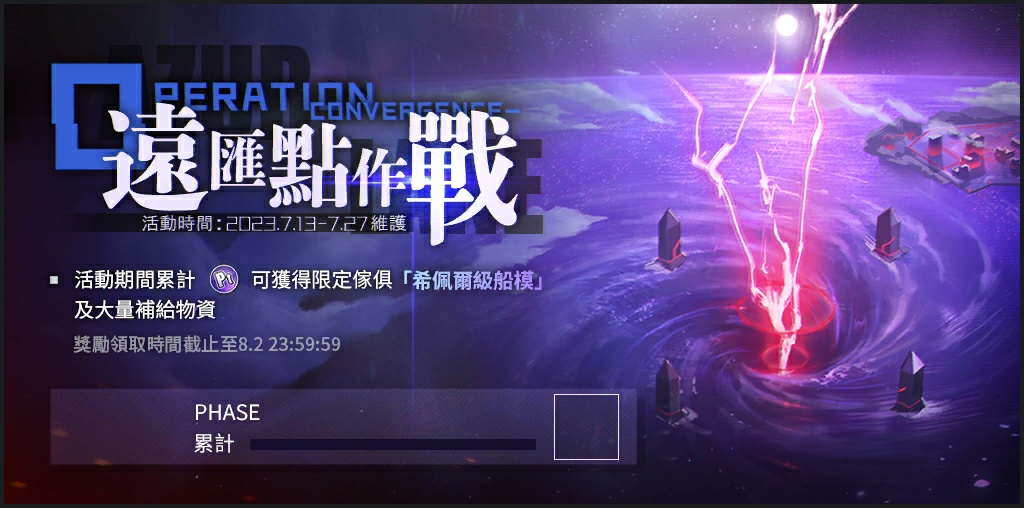 AZUR
LANE
OPERATION
CONVERGENCE
遠匯點作戰
活動時間:2023.7.13-7.27維護
活動期間累計 Pt 可獲得限定傢俱「希佩爾級船模」
及大量補給物資
獎勵領取時間截止至8.2 23:59:59
PHASE
累計